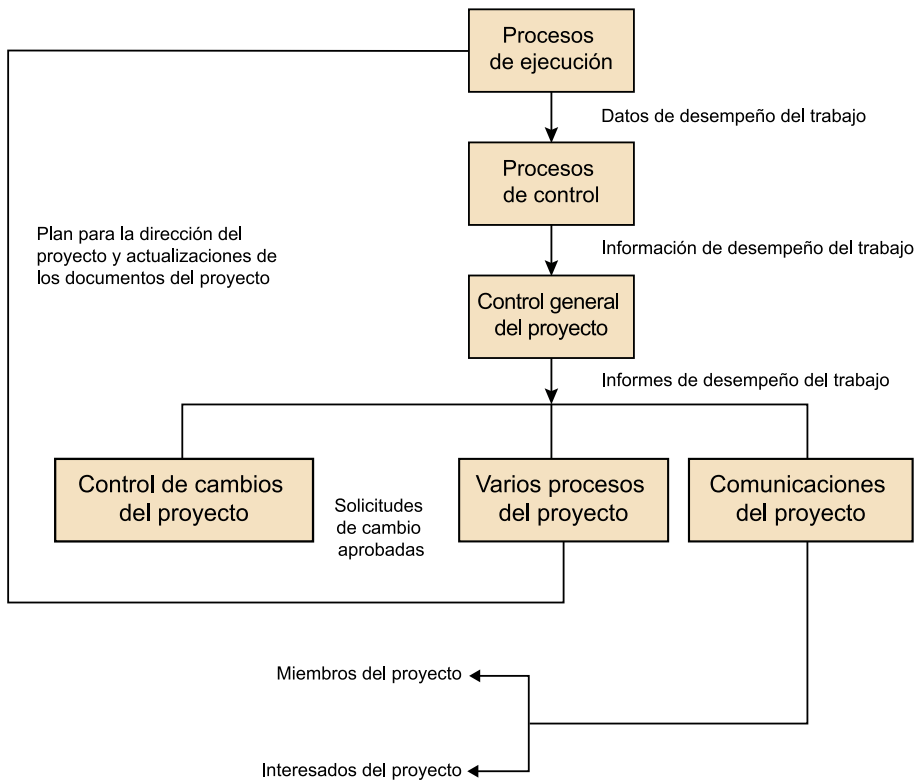 Procesos
de ejecución
Datos de desempeño del trabajo
Procesos
de control
Plan para la dirección del
proyecto y actualizaciones de
los documentos del proyecto
Información de desempeño del trabajo
Control general
del proyecto
Informes de desempeño del trabajo
Control de cambios
del proyecto
Solicitudes
de cambio
aprobadas
Varios procesos
del proyecto
Comunicaciones
del proyecto
Miembros del proyecto
Interesados del proyecto